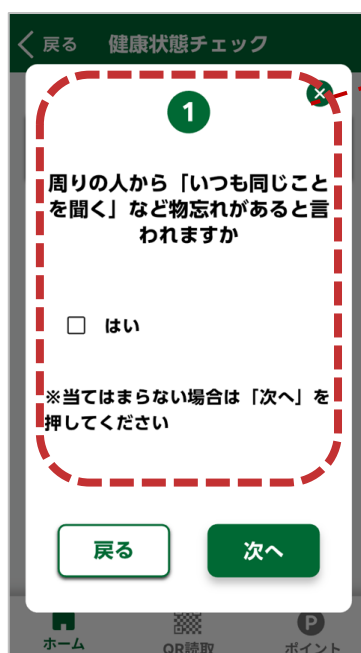 戻る 健康状態チェック
1
周りの人から「いつも同じこと
を聞く」など物忘れがあると言
われますか
はい
※当てはまらない場合は「次へ」を
押してください
戻る 次へ
ホーム QR読取 ポイント